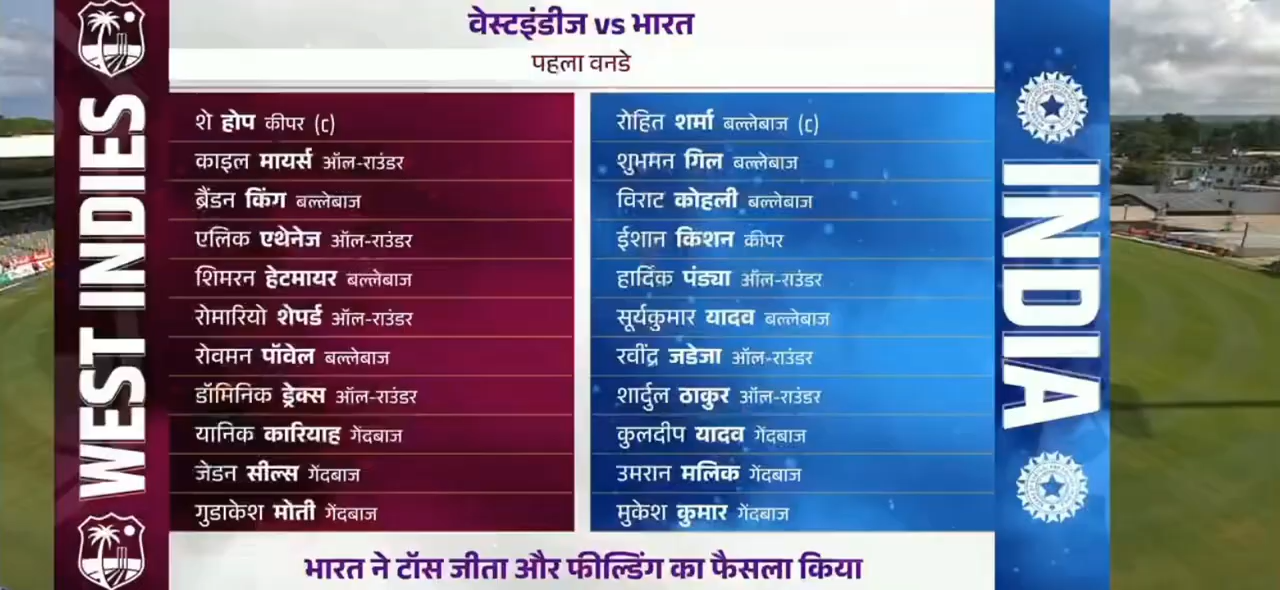 वेस्टइंडीज vs भारत
पहला वनडे
WEST INDIES
शे होप कीपर (c)
काइल मायर्स ऑल-राउंडर
ब्रैंडन किंग बल्लेबाज
एलिक एथेनेज ऑल-राउंडर
शिमरन हेटमायर बल्लेबाज
रोमारियो शेपर्ड ऑल-राउंडर
रोवमन पॉवेल बल्लेबाज
डॉमिनिक ड्रेक्स ऑल-राउंडर
यानिक कारियाह गेंदबाज
जेडन सील्स गेंदबाज
गुडाकेश मोती गेंदबाज
रोहित शर्मा बल्लेबाज (c)
शुभमन गिल बल्लेबाज
विराट कोहली बल्लेबाज
ईशान किशन कीपर
हार्दिक पंड्या ऑल-राउंडर
सूर्यकुमार यादव बल्लेबाज
रवींद्र जडेजा ऑल-राउंडर
शार्दुल ठाकुर ऑल-राउंडर
कुलदीप यादव गेंदबाज
उमरान मलिक गेंदबाज
मुकेश कुमार गेंदबाज
INDIA
भारत ने टॉस जीता और फील्डिंग का फैसला किया